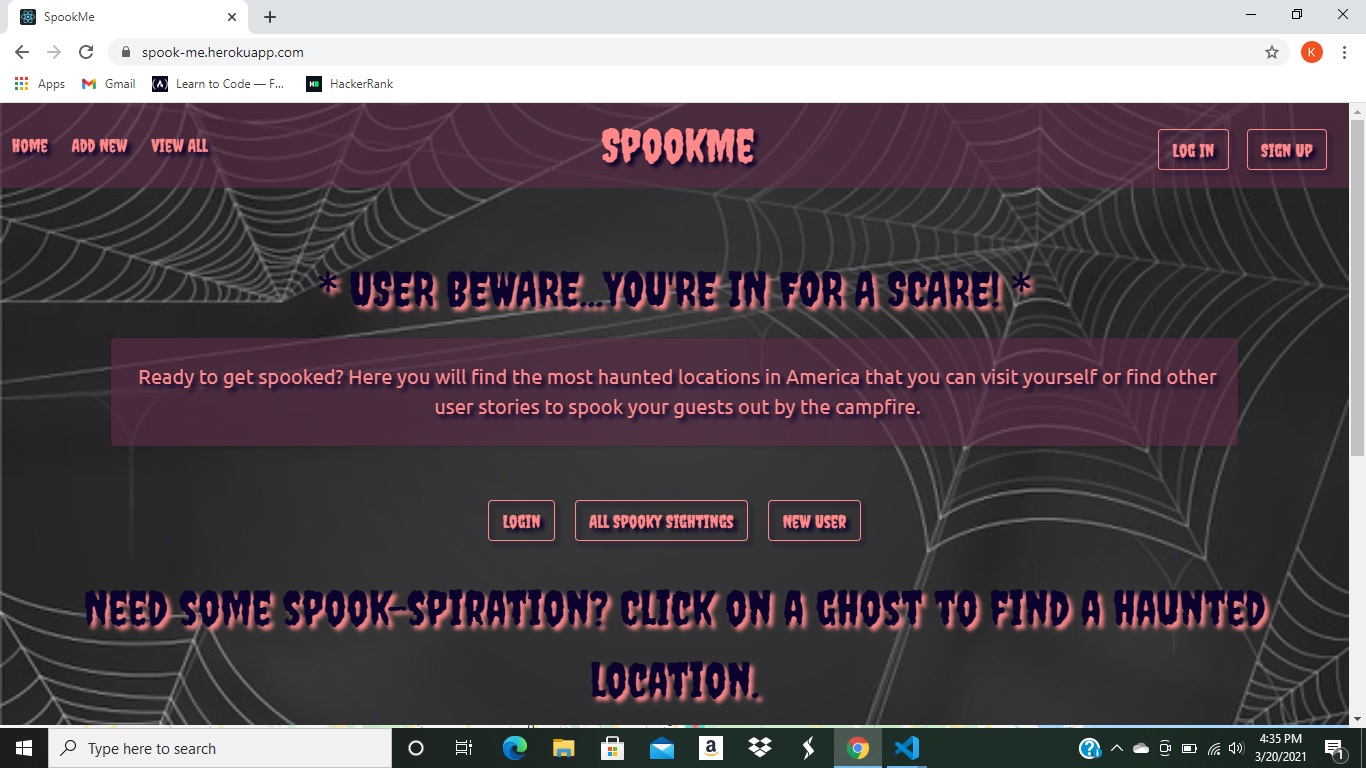 SpookMe
spook-me.herokuapp.com
K
Apps Gmail Learn to Code — F... HackerRank
HOME ADD NEW VIEW ALL SPOOKME LOG IN SIGN UP
* USER BEWARE...YOU'RE IN FOR A SCARE! *
Ready to get spooked? Here you will find the most haunted locations in America that you can visit yourself or find other
user stories to spook your guests out by the campfire.
LOGIN ALL SPOOKY SIGHTINGS NEW USER
NEED SOME SPOOK-SPIRATION? CLICK ON A GHOST TO FIND A HAUNTED
LOCATION.
Type here to search
4:35 PM
3/20/2021
1